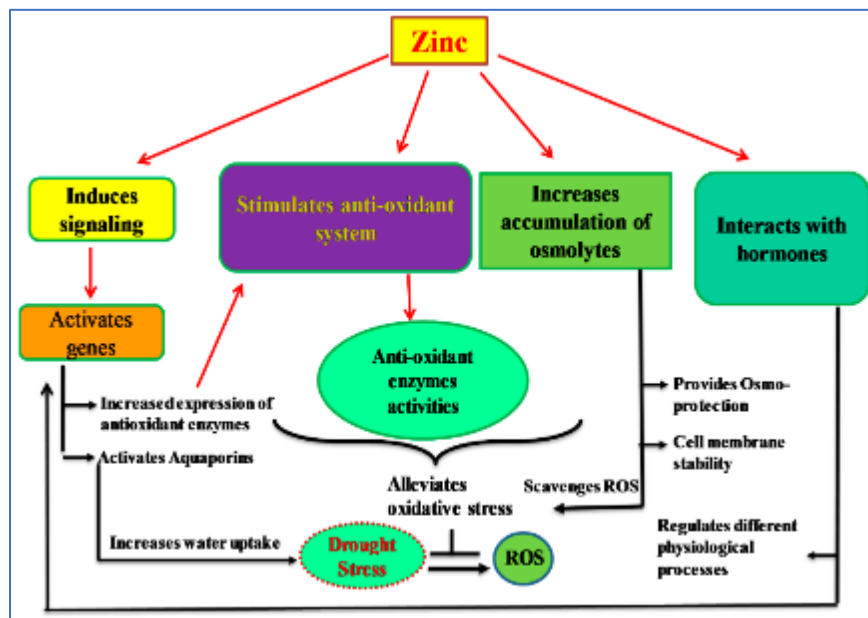 Zinc
Induces
signaling
Stimulates anti-oxidant
system
Increases
accumulation of
osmolytes
Interacts with
hormones
Activates
genes
Anti-oxidant
enzymes
activities
Increased expression of
antioxidant enzymes
Activates Aquaporins
Provides Osmo-
protection
Cell membrane
stability
Alleviates
oxidative stress
Scavenges ROS
Increases water uptake
Drought
Stress
ROS
Regulates different
physiological
processes